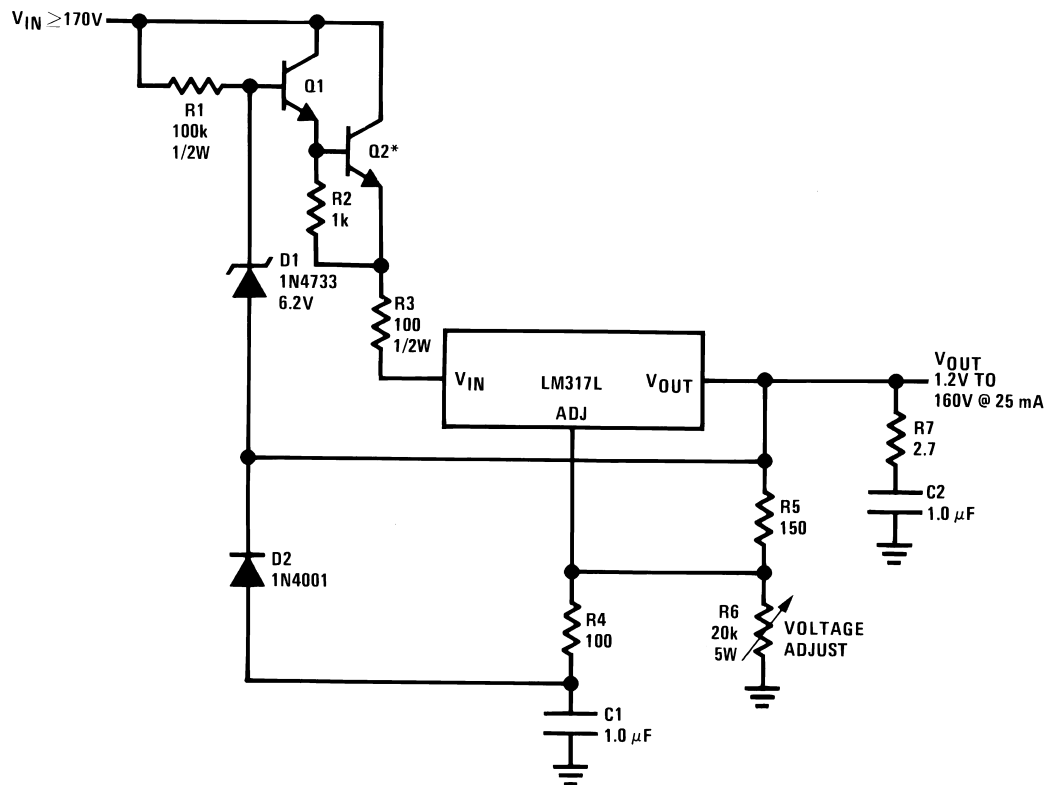 VIN ≥170V
R1
100k
1/2W
Q1
Q2*
R2
1k
D1
1N4733
6.2V
R3
100
1/2W
VIN
LM317L
VOUT
ADJ
VOUT
1.2V TO
160V @ 25 mA
R7
2.7
C2
1.0 μF
R5
150
D2
1N4001
R4
100
R6
20k
5W
VOLTAGE
ADJUST
C1
1.0 μF